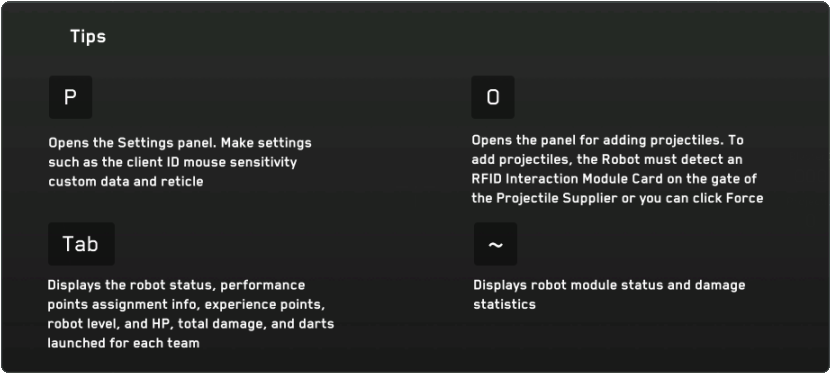 Tips
P
Opens the Settings panel. Make settings
such as the client ID mouse sensitivity
custom data and reticle
O
Opens the panel for adding projectiles. To
add projectiles, the Robot must detect an
RFID Interaction Module Card on the gate of
the Projectile Supplier or you can click Force
Tab
Displays the robot status, performance
points assignment info, experience points,
robot level, and HP, total damage, and darts
launched for each team
~
Displays robot module status and damage
statistics